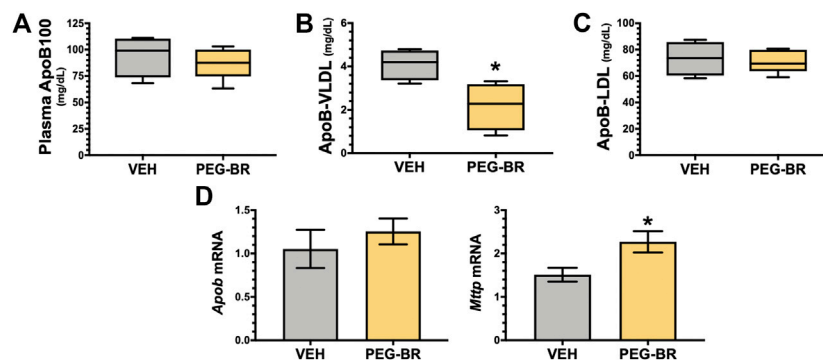 A
Plasma ApoB100
(mg/dL)
125
100
75
50
25
0
VEH
PEG-BR
B
ApoB-VLDL (mg/dL)
6
4
2
0
*
VEH
PEG-BR
C
ApoB-LDL (mg/dL)
100
80
60
40
20
0
VEH
PEG-BR
D
Apob mRNA
1.5
1.0
0.5
0.0
VEH
PEG-BR
Mttp mRNA
3
2
1
0
*
VEH
PEG-BR